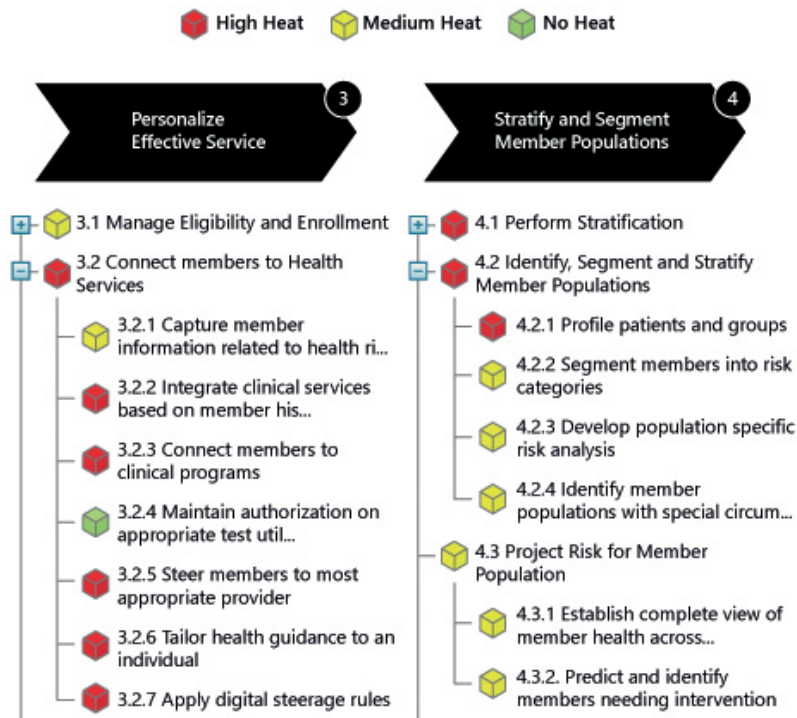 High Heat
Medium Heat
No Heat
3
Personalize
Effective Service
3.1 Manage Eligibility and Enrollment
3.2 Connect members to Health
Services
3.2.1 Capture member
information related to health ri...
3.2.2 Integrate clinical services
based on member his...
3.2.3 Connect members to
clinical programs
3.2.4 Maintain authorization on
appropriate test util...
3.2.5 Steer members to most
appropriate provider
3.2.6 Tailor health guidance to an
individual
3.2.7 Apply digital steerage rules
4
Stratify and Segment
Member Populations
4.1 Perform Stratification
4.2 Identify, Segment and Stratify
Member Populations
4.2.1 Profile patients and groups
4.2.2 Segment members into risk
categories
4.2.3 Develop population specific
risk analysis
4.2.4 Identify member
populations with special circum...
4.3 Project Risk for Member
Population
4.3.1 Establish complete view of
member health across...
4.3.2. Predict and identify
members needing intervention